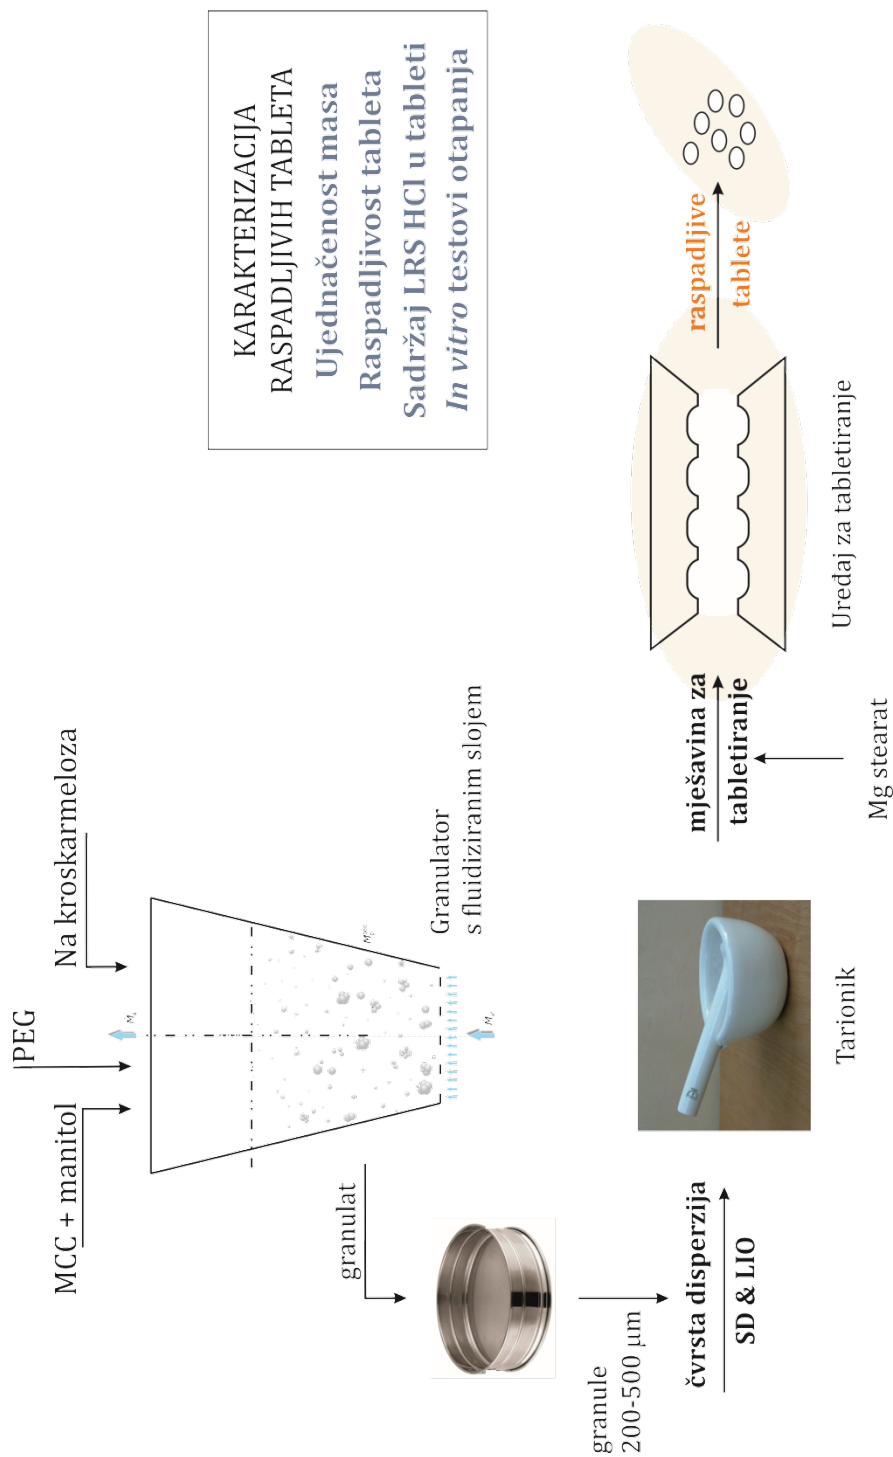 MCC + manitol
PEG
Na kroskarmeloza
granulat
Granulator
s fluidiziranim slojem
granule
200-500 µm
čvrsta disperzija
SD & LIO
Tarionik
mješavina za
tabletiranje
Mg stearat
Uređaj za tabletiranje
raspadljive
tablete
KARAKTERIZACIJA
RASPADLJIVIH TABLETA
Ujednačenost masa
Raspadljivost tableta
Sadržaj LRS HCl u tableti
In vitro testovi otapanja